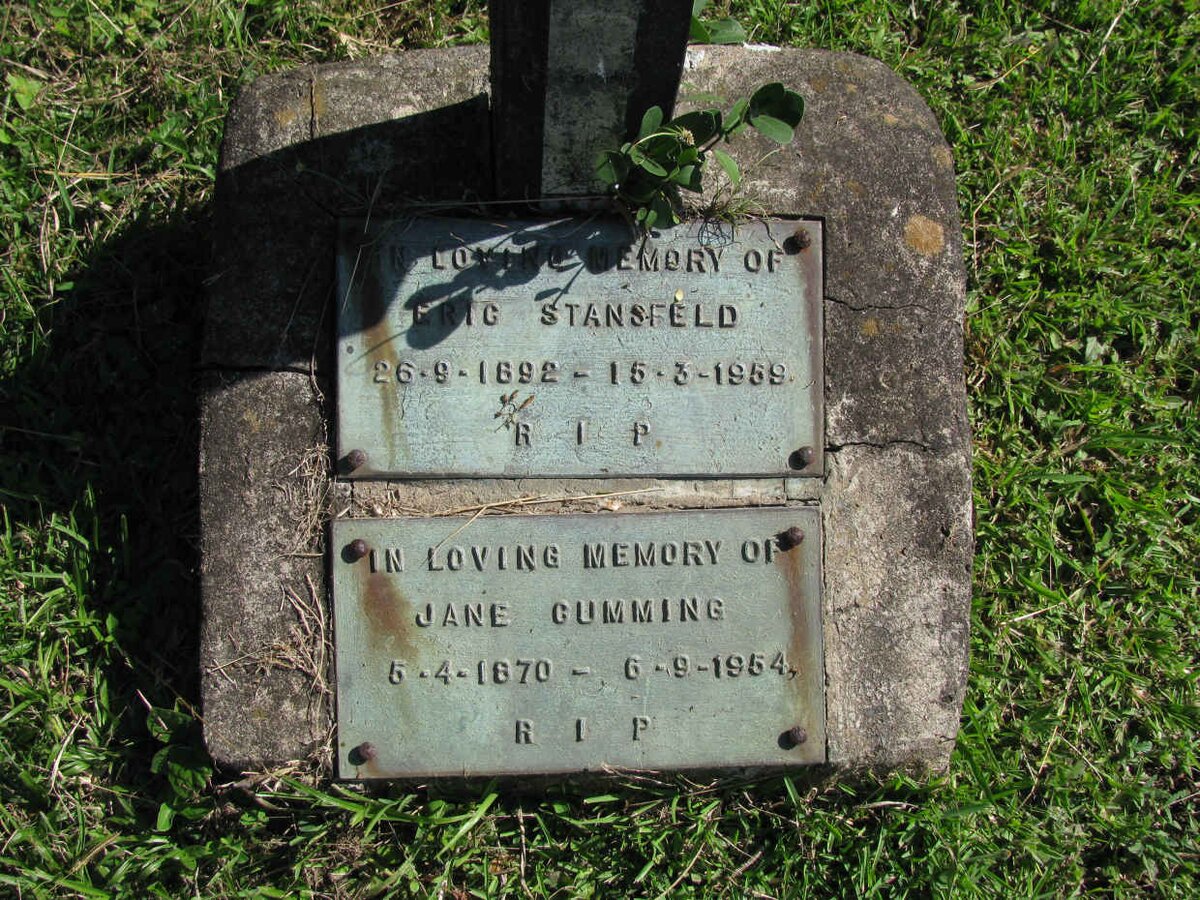 IN LOVING MEMORY OF
ERIC STANSFELD
26-9-1892 - 15-3-1959
R I P
IN LOVING MEMORY OF
JANE CUMMING
5-4-1870 - 6-9-1954,
R I P